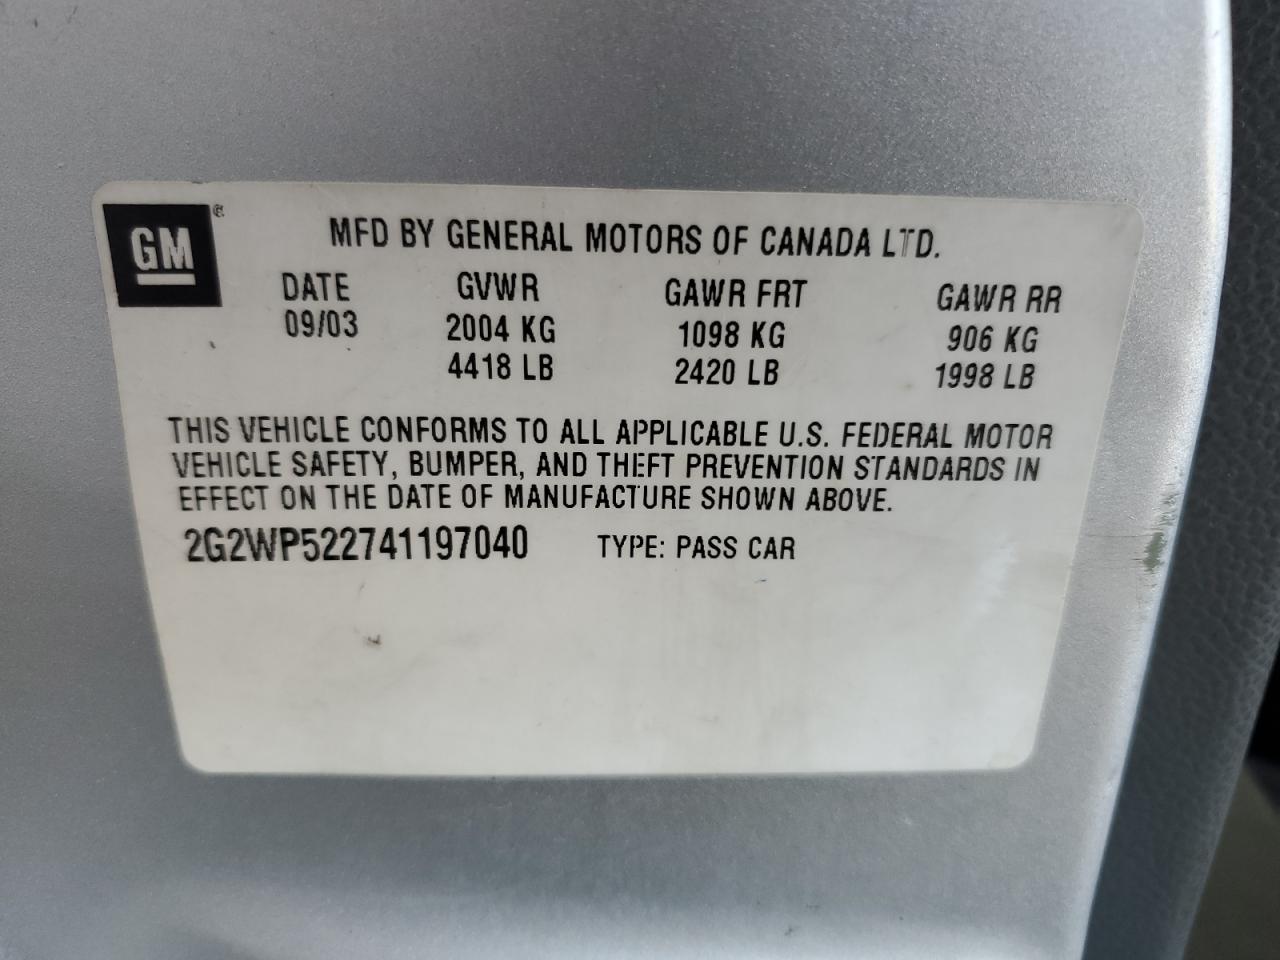 GM ®
MFD BY GENERAL MOTORS OF CANADA LTD.
DATE GVWR GAWR FRT GAWR RR
09/03 2004 KG 1098 KG 906 KG
4418 LB 2420 LB 1998 LB
THIS VEHICLE CONFORMS TO ALL APPLICABLE U.S. FEDERAL MOTOR
VEHICLE SAFETY, BUMPER, AND THEFT PREVENTION STANDARDS IN
EFFECT ON THE DATE OF MANUFACTURE SHOWN ABOVE.
2G2WP522741197040 TYPE: PASS CAR